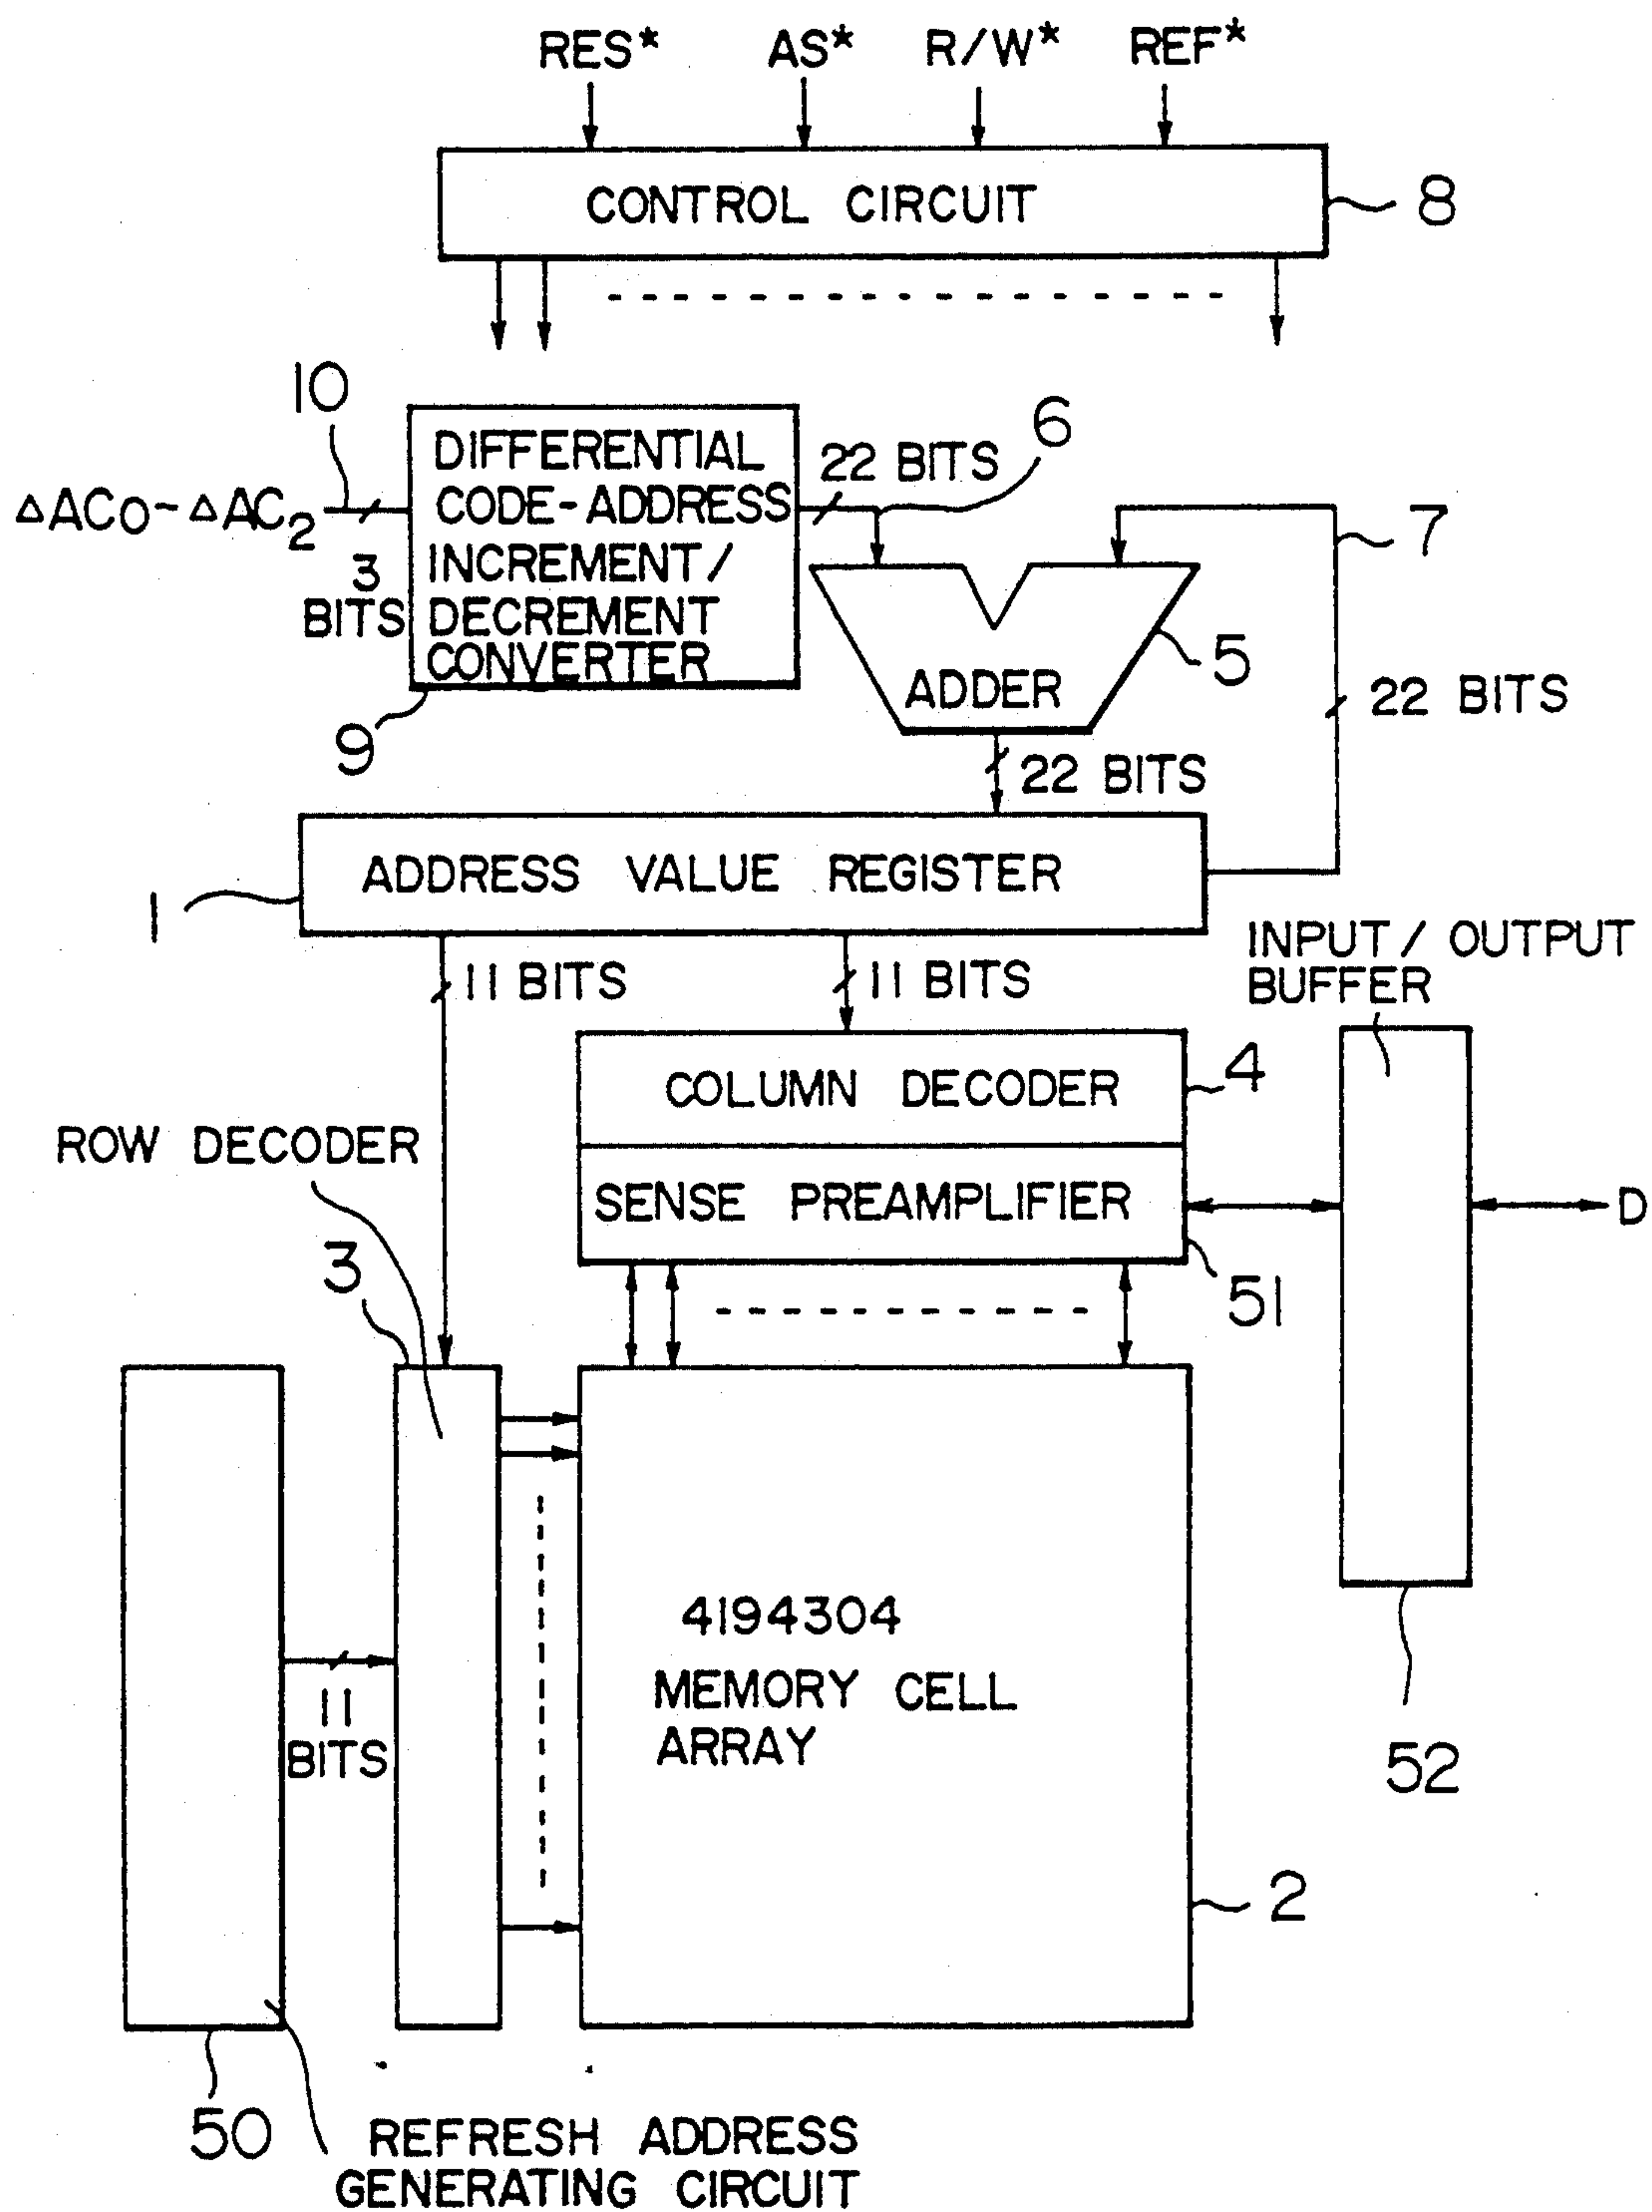 RES* AS* R/W* REF*
CONTROL CIRCUIT
8
10
DIFFERENTIAL
CODE-ADDRESS
INCREMENT/
DECREMENT
CONVERTER
22 BITS
6
ΔAC0~ΔAC2
3
BITS
7
9
ADDER
5
22 BITS
22 BITS
ADDRESS VALUE REGISTER
1
11 BITS
11 BITS
INPUT/OUTPUT
BUFFER
COLUMN DECODER
4
ROW DECODER
SENSE PREAMPLIFIER
D
3
51
4194304
MEMORY CELL
ARRAY
11
BITS
52
2
50
REFRESH ADDRESS
GENERATING CIRCUIT